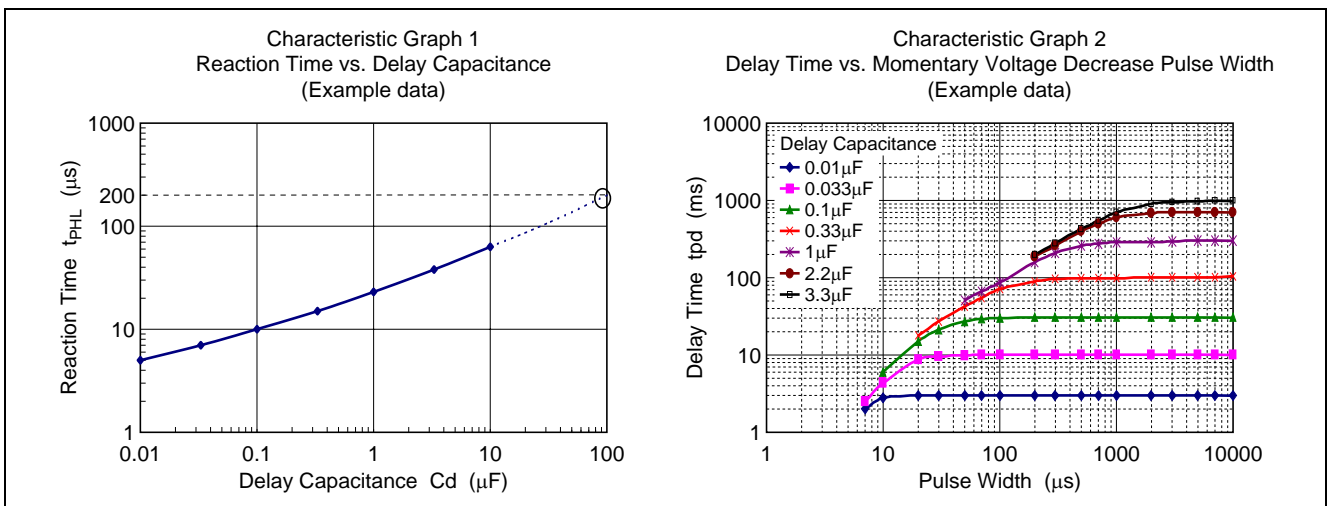 Characteristic Graph 1
Reaction Time vs. Delay Capacitance
(Example data)
1000
200
100
10
1
Reaction Time tPHL (μs)
0.01
0.1
1
10
100
Delay Capacitance Cd (μF)
Characteristic Graph 2
Delay Time vs. Momentary Voltage Decrease Pulse Width
(Example data)
10000
1000
100
10
1
Delay Time tpd (ms)
Delay Capacitance
0.01μF
0.033μF
0.1μF
0.33μF
1μF
2.2μF
3.3μF
1
10
100
1000
10000
Pulse Width (μs)